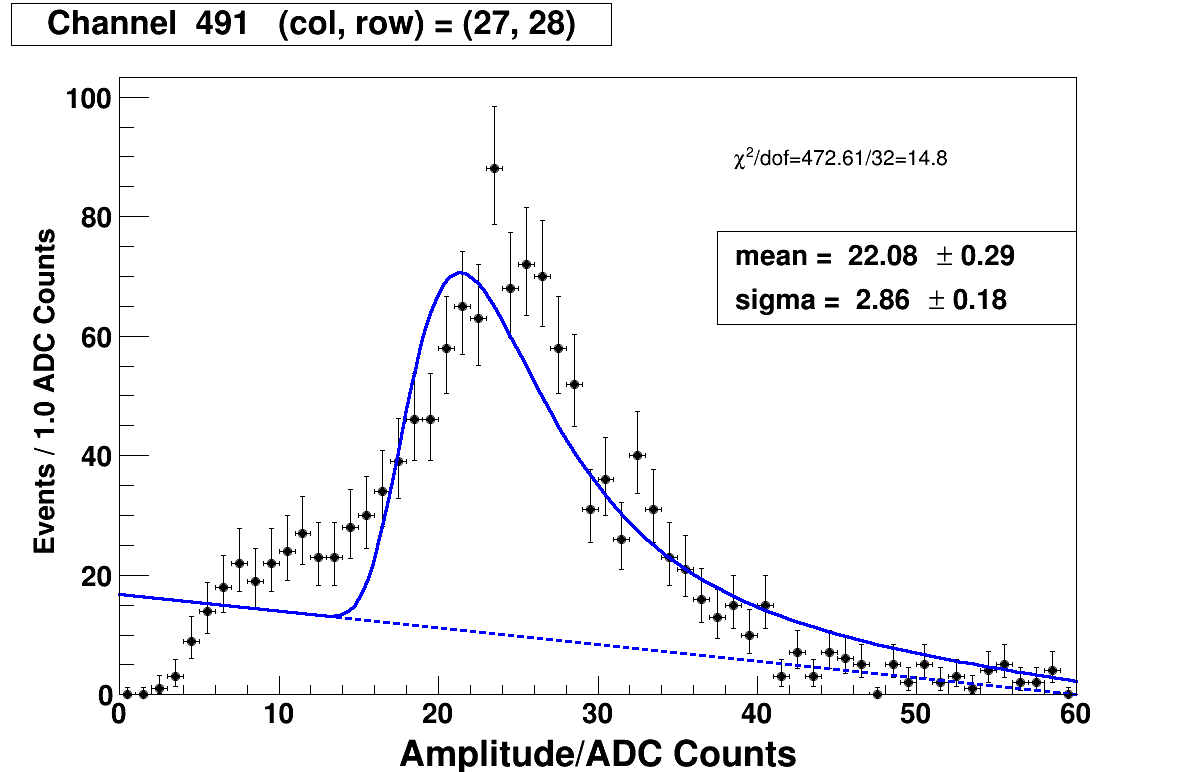 Channel 491 (col, row) = (27, 28)
100
80
60
40
20
0
Events / 1.0 ADC Counts
χ²/dof=472.61/32=14.8
mean = 22.08 ± 0.29
sigma = 2.86 ± 0.18
0 10 20 30 40 50 60
Amplitude/ADC Counts